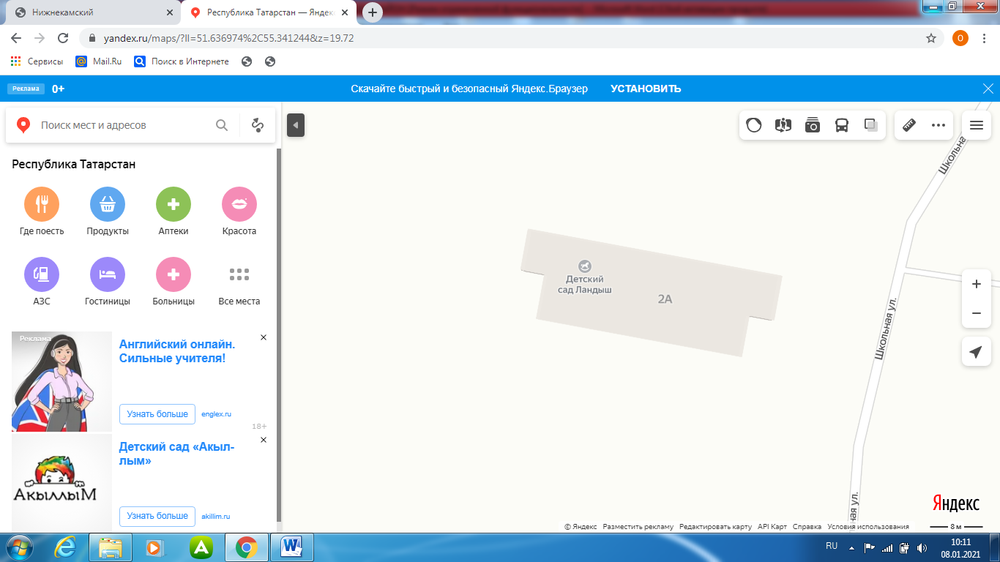 Нижнекамский
Республика Татарстан — Яндекс
yandex.ru/maps/?ll=51.636974%2C55.341244&z=19.72
О
Сервисы
Mail.Ru
Поиск в Интернете
Реклама
0+
Скачайте быстрый и безопасный Яндекс.Браузер
УСТАНОВИТЬ
Поиск мест и адресов
Республика Татарстан
Где поесть
Продукты
Аптеки
Красота
АЗС
Гостиницы
Больницы
Все места
Реклама
Английский онлайн.
Сильные учителя!
Узнать больше
englex.ru
18+
Детский сад «Акыл-
лым»
АкыллыМ
Узнать больше
akillim.ru
Детский
сад Ландыш
2А
Школьна
Школьная ул.
ная ул.
Яндекс
© Яндекс
Разместить рекламу
Редактировать карту
API Карт
Справка
Условия использования
8 м
RU
10:11
08.01.2021